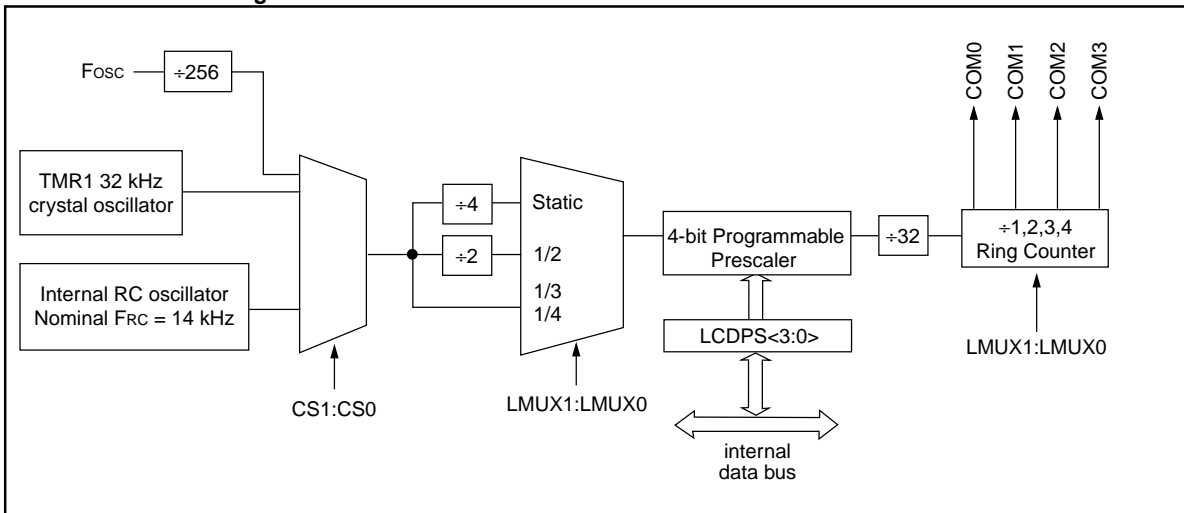 FOSC
÷256
TMR1 32 kHz
crystal oscillator
Internal RC oscillator
Nominal FRC = 14 kHz
CS1:CS0
÷4
÷2
Static
1/2
1/3
1/4
LMUX1:LMUX0
4-bit Programmable
Prescaler
LCDPS<3:0>
internal
data bus
÷32
COM0
COM1
COM2
COM3
÷1,2,3,4
Ring Counter
LMUX1:LMUX0